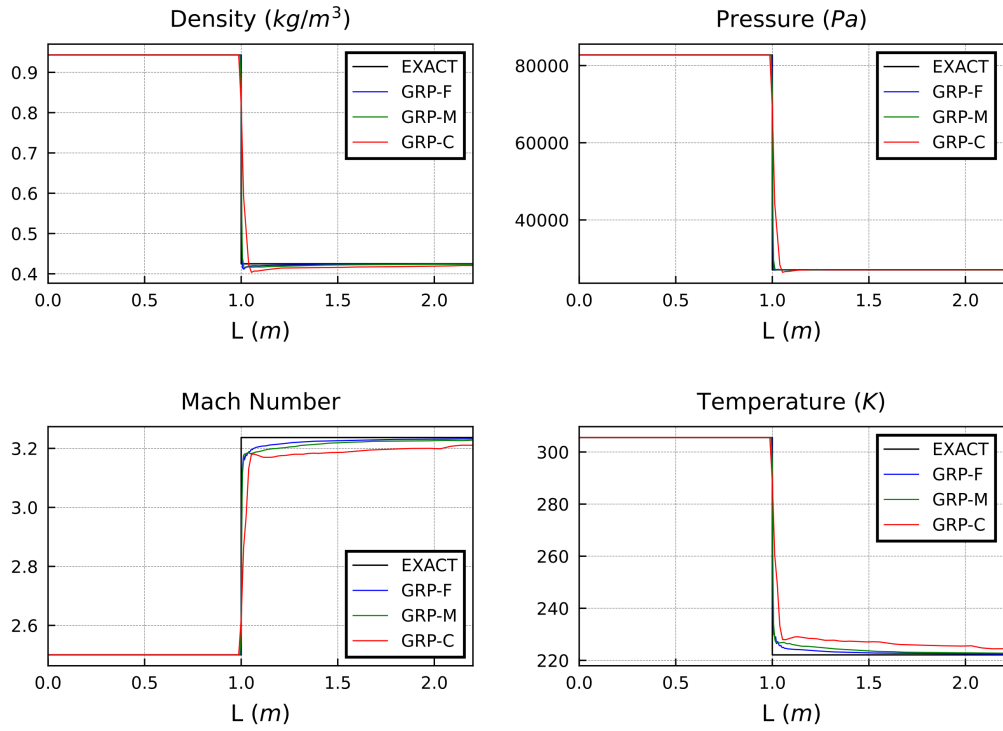 Density (kg/m³)
0.9
0.8
0.7
0.6
0.5
0.4
EXACT
GRP-F
GRP-M
GRP-C
0.0 0.5 1.0 1.5 2.0
L (m)
Pressure (Pa)
80000
60000
40000
EXACT
GRP-F
GRP-M
GRP-C
0.0 0.5 1.0 1.5 2.0
L (m)
Mach Number
3.2
3.0
2.8
2.6
EXACT
GRP-F
GRP-M
GRP-C
0.0 0.5 1.0 1.5 2.0
L (m)
Temperature (K)
300
280
260
240
220
EXACT
GRP-F
GRP-M
GRP-C
0.0 0.5 1.0 1.5 2.0
L (m)